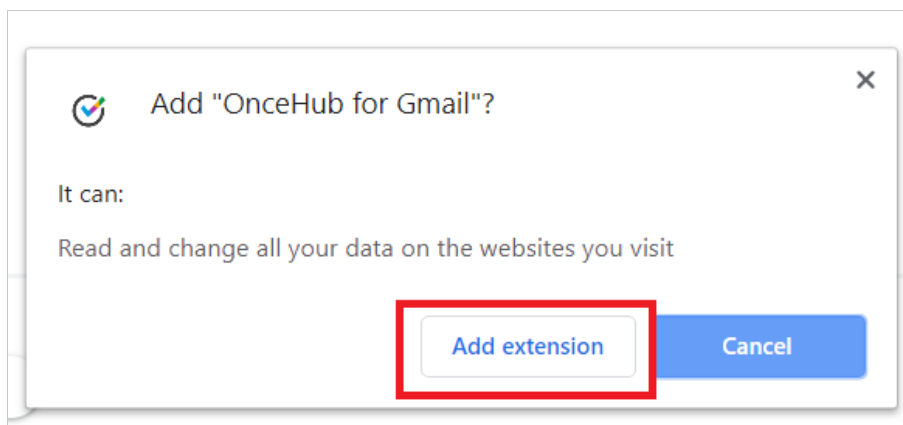 Add "OnceHub for Gmail"?
It can:
Read and change all your data on the websites you visit
Add extension
Cancel